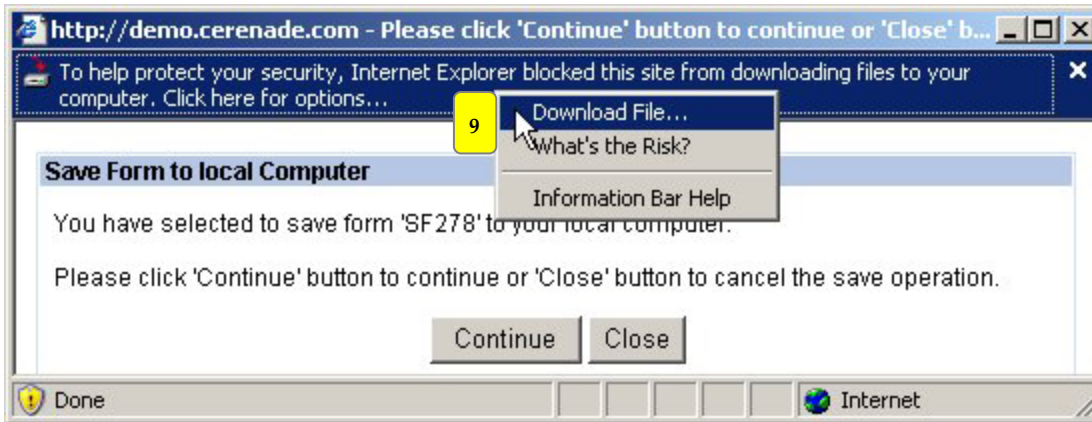 http://demo.cerenade.com - Please click 'Continue' button to continue or 'Close' b...
To help protect your security, Internet Explorer blocked this site from downloading files to your
computer. Click here for options...
9
Download File...
What's the Risk?
Information Bar Help
Save Form to local Computer
You have selected to save form 'SF278' to your local computer.
Please click 'Continue' button to continue or 'Close' button to cancel the save operation.
Continue Close
Done Internet